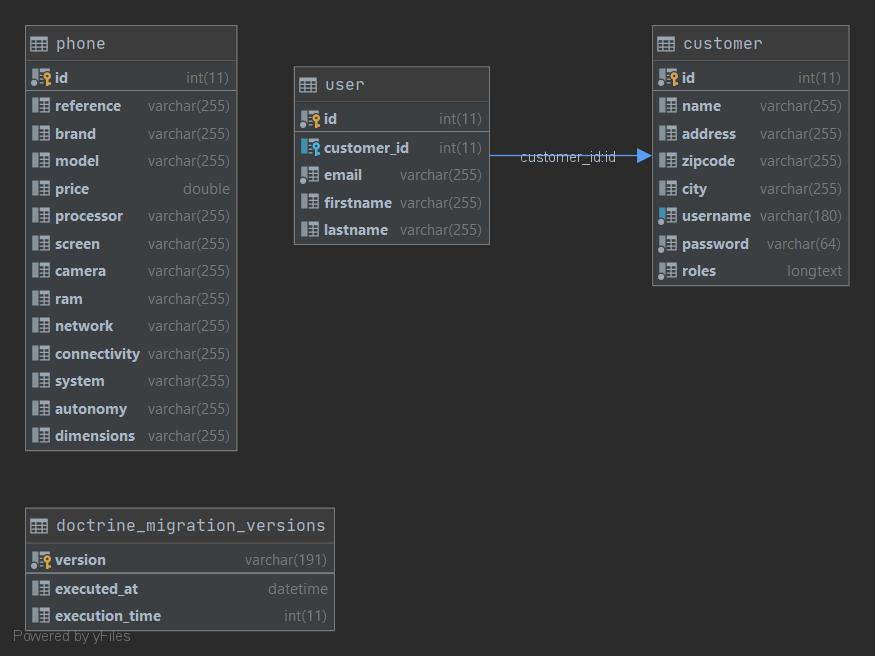 phone
id int(11)
reference varchar(255)
brand varchar(255)
model varchar(255)
price double
processor varchar(255)
screen varchar(255)
camera varchar(255)
ram varchar(255)
network varchar(255)
connectivity varchar(255)
system varchar(255)
autonomy varchar(255)
dimensions varchar(255)
user
id int(11)
customer_id int(11)
email varchar(255)
firstname varchar(255)
lastname varchar(255)
customer_id:id
customer
id int(11)
name varchar(255)
address varchar(255)
zipcode varchar(255)
city varchar(255)
username varchar(180)
password varchar(64)
roles longtext
doctrine_migration_versions
version varchar(191)
executed_at datetime
execution_time int(11)
Powered by yFiles